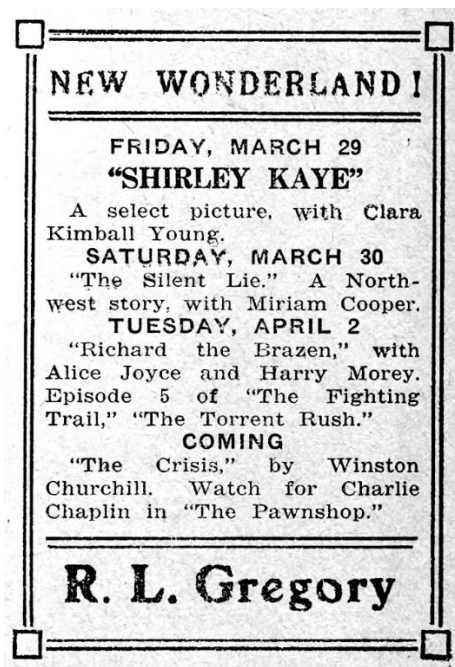 NEW WONDERLAND!
FRIDAY, MARCH 29
"SHIRLEY KAYE"
A select picture, with Clara
Kimball Young.
SATURDAY, MARCH 30
"The Silent Lie." A North-
west story, with Miriam Cooper.
TUESDAY, APRIL 2
"Richard the Brazen," with
Alice Joyce and Harry Morey.
Episode 5 of "The Fighting
Trail," "The Torrent Rush."
COMING
"The Crisis," by Winston
Churchill. Watch for Charlie
Chaplin in "The Pawnshop."
R. L. Gregory